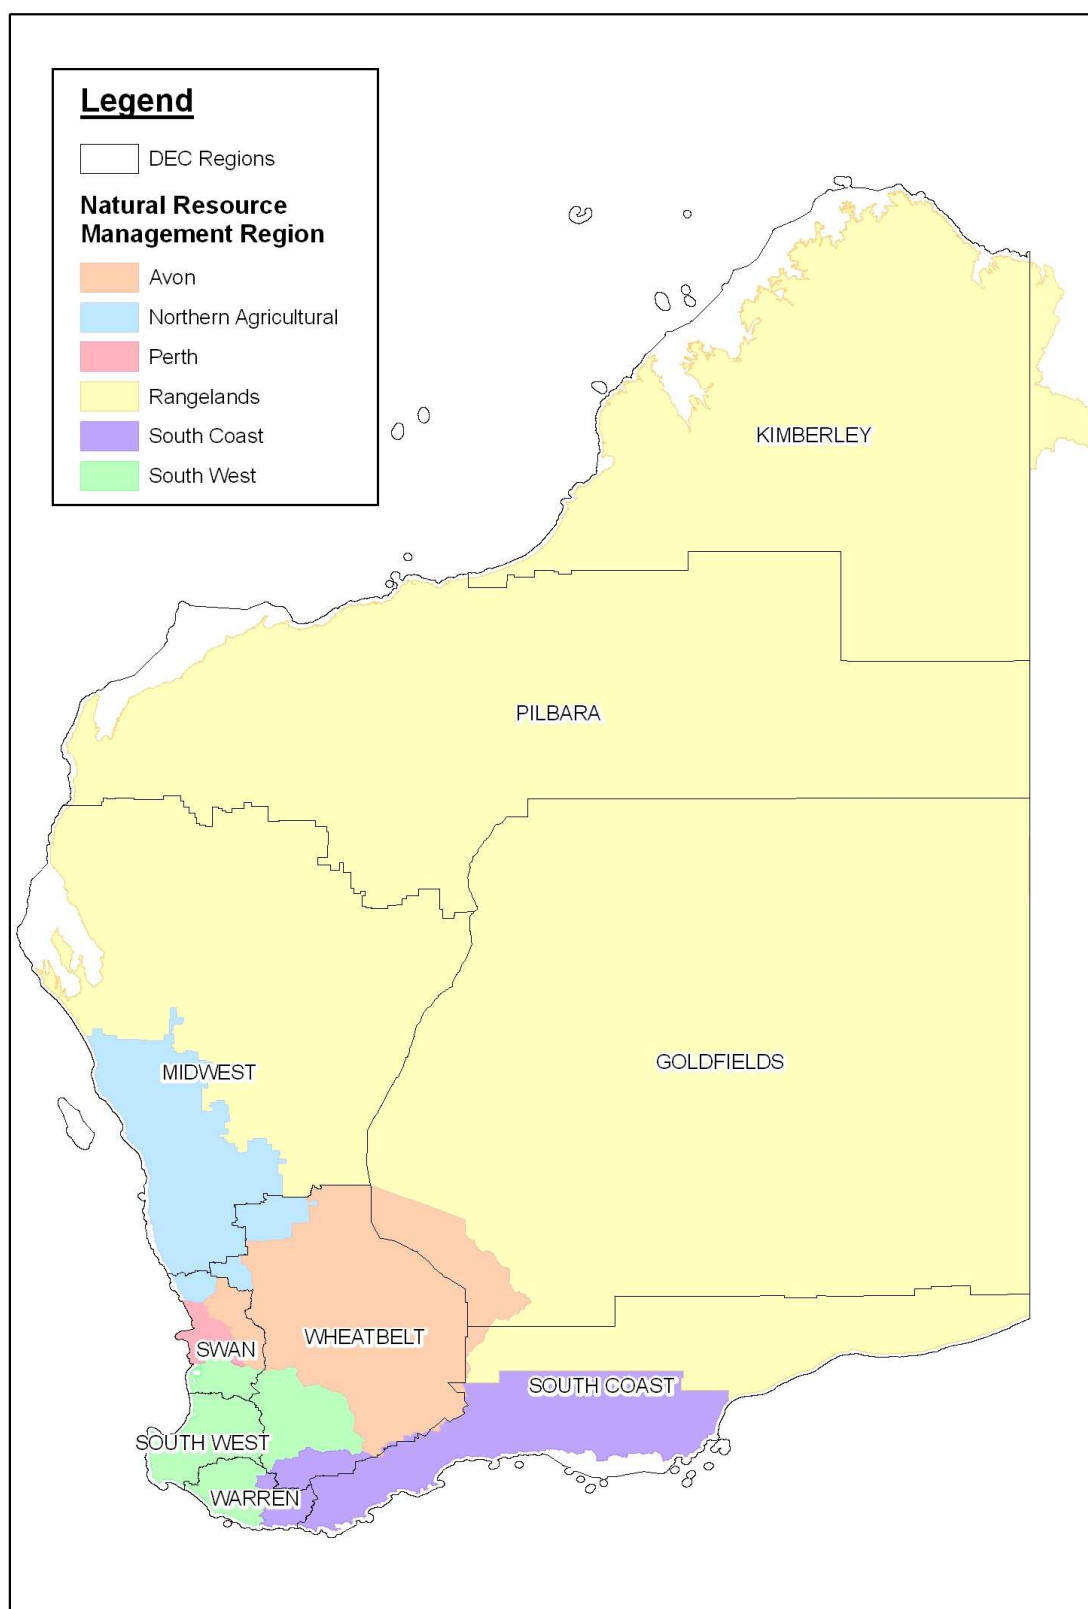 Legend
DEC Regions
Natural Resource
Management Region
Avon
Northern Agricultural
Perth
Rangelands
South Coast
South West
KIMBERLEY
PILBARA
GOLDFIELDS
MIDWEST
WHEATBELT
SWAN
SOUTH COAST
SOUTH WEST
WARREN